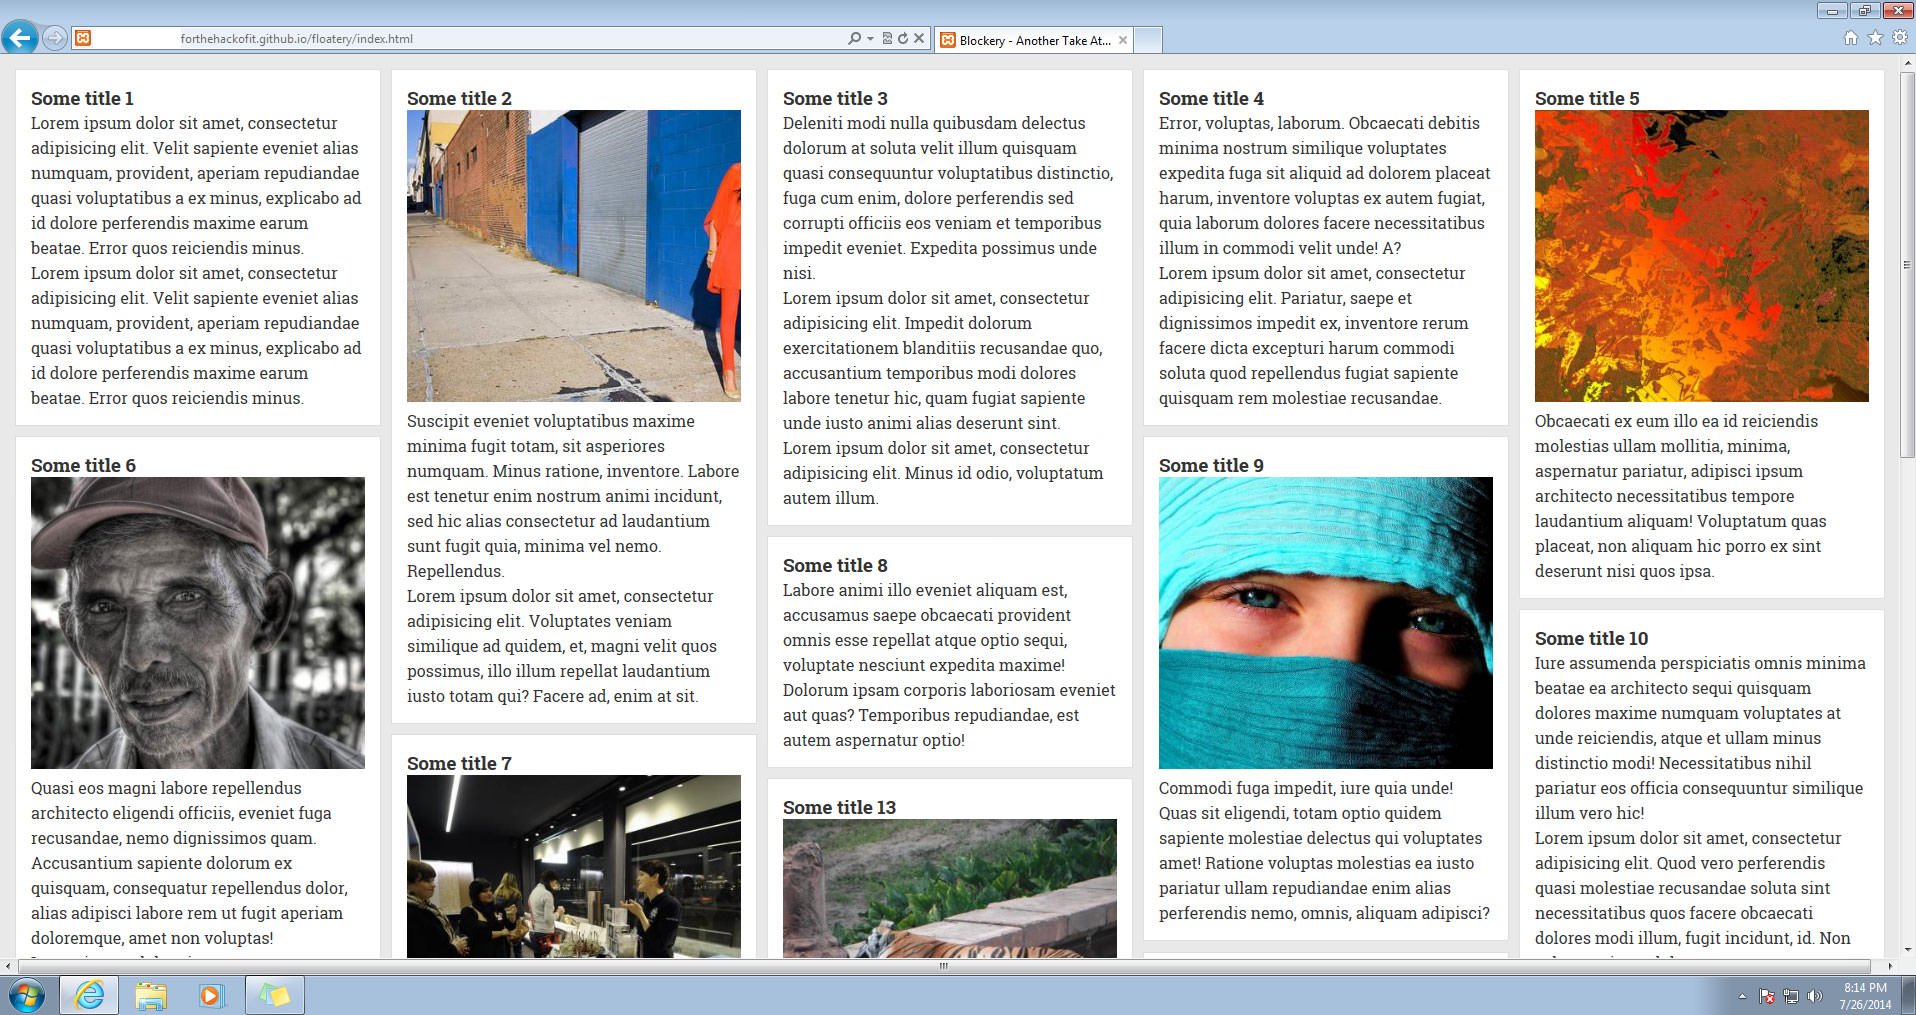 forthehackofit.github.io/floatery/index.html
Blockery - Another Take At...
Some title 1
Lorem ipsum dolor sit amet, consectetur
adipisicing elit. Velit sapiente eveniet alias
numquam, provident, aperiam repudiandae
quasi voluptatibus a ex minus, explicabo ad
id dolore perferendis maxime earum
beatae. Error quos reiciendis minus.
Lorem ipsum dolor sit amet, consectetur
adipisicing elit. Velit sapiente eveniet alias
numquam, provident, aperiam repudiandae
quasi voluptatibus a ex minus, explicabo ad
id dolore perferendis maxime earum
beatae. Error quos reiciendis minus.
Some title 6
Quasi eos magni labore repellendus
architecto eligendi officiis, eveniet fuga
recusandae, nemo dignissimos quam.
Accusantium sapiente dolorum ex
quisquam, consequatur repellendus dolor,
alias adipisci labore rem ut fugit aperiam
doloremque, amet non voluptas!
Some title 2
Suscipit eveniet voluptatibus maxime
minima fugit totam, sit asperiores
numquam. Minus ratione, inventore. Labore
est tenetur enim nostrum animi incidunt,
sed hic alias consectetur ad laudantium
sunt fugit quia, minima vel nemo.
Repellendus.
Lorem ipsum dolor sit amet, consectetur
adipisicing elit. Voluptates veniam
similique ad quidem, et, magni velit quos
possimus, illo illum repellat laudantium
iusto totam qui? Facere ad, enim at sit.
Some title 7
Some title 3
Deleniti modi nulla quibusdam delectus
dolorum at soluta velit illum quisquam
quasi consequuntur voluptatibus distinctio,
fuga cum enim, dolore perferendis sed
corrupti officiis eos veniam et temporibus
impedit eveniet. Expedita possimus unde
nisi.
Lorem ipsum dolor sit amet, consectetur
adipisicing elit. Impedit dolorum
exercitationem blanditiis recusandae quo,
accusantium temporibus modi dolores
labore tenetur hic, quam fugiat sapiente
unde iusto animi alias deserunt sint.
Lorem ipsum dolor sit amet, consectetur
adipisicing elit. Minus id odio, voluptatum
autem illum.
Some title 8
Labore animi illo eveniet aliquam est,
accusamus saepe obcaecati provident
omnis esse repellat atque optio sequi,
voluptate nesciunt expedita maxime!
Dolorum ipsam corporis laboriosam eveniet
aut quas? Temporibus repudiandae, est
autem aspernatur optio!
Some title 13
Some title 4
Error, voluptas, laborum. Obcaecati debitis
minima nostrum similique voluptates
expedita fuga sit aliquid ad dolorem placeat
harum, inventore voluptas ex autem fugiat,
quia laborum dolores facere necessitatibus
illum in commodi velit unde! A?
Lorem ipsum dolor sit amet, consectetur
adipisicing elit. Pariatur, saepe et
dignissimos impedit ex, inventore rerum
facere dicta excepturi harum commodi
soluta quod repellendus fugiat sapiente
quisquam rem molestiae recusandae.
Some title 9
Commodi fuga impedit, iure quia unde!
Quas sit eligendi, totam optio quidem
sapiente molestiae delectus qui voluptates
amet! Ratione voluptas molestias ea iusto
pariatur ullam repudiandae enim alias
perferendis nemo, omnis, aliquam adipisci?
Some title 5
Obcaecati ex eum illo ea id reiciendis
molestias ullam mollitia, minima,
aspernatur pariatur, adipisci ipsum
architecto necessitatibus tempore
laudantium aliquam! Voluptatum quas
placeat, non aliquam hic porro ex sint
deserunt nisi quos ipsa.
Some title 10
Iure assumenda perspiciatis omnis minima
beatae ea architecto sequi quisquam
dolores maxime numquam voluptates at
unde reiciendis, atque et ullam minus
distinctio modi! Necessitatibus nihil
pariatur eos officia consequuntur similique
illum vero hic!
Lorem ipsum dolor sit amet, consectetur
adipisicing elit. Quod vero perferendis
quasi molestiae recusandae soluta sint
necessitatibus quos facere obcaecati
dolores modi illum, fugit incidunt, id. Non
8:14 PM
7/26/2014